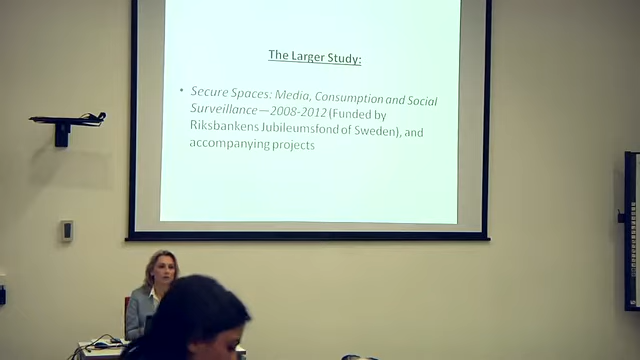 The Larger Study:
• Secure Spaces: Media, Consumption and Social
Surveillance—2008-2012 (Funded by
Riksbankens Jubileumsfond of Sweden), and
accompanying projects